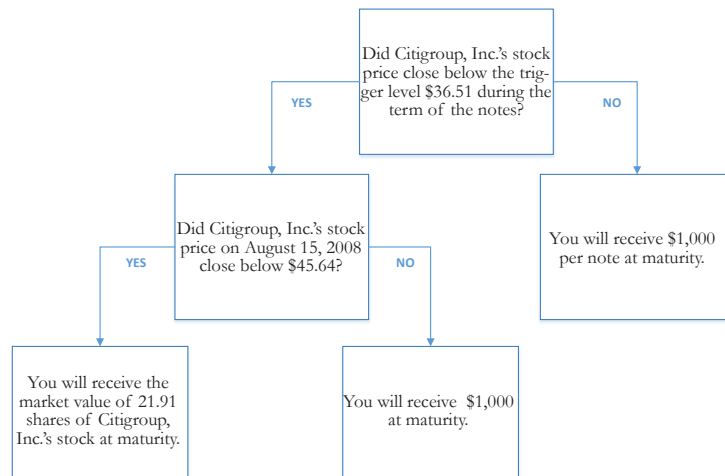 Did Citigroup, Inc.'s stock
price close below the trig-
ger level $36.51 during the
term of the notes?
YES
NO
Did Citigroup, Inc.'s stock
price on August 15, 2008
close below $45.64?
You will receive $1,000
per note at maturity.
YES
NO
You will receive the
market value of 21.91
shares of Citigroup,
Inc.'s stock at maturity.
You will receive $1,000
at maturity.